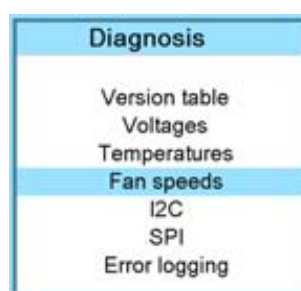 Diagnosis
Version table
Voltages
Temperatures
Fan speeds
I2C
SPI
Error logging